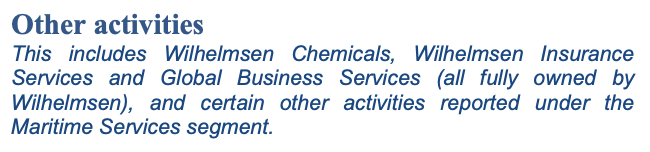 Other activities
This includes Wilhelmsen Chemicals, Wilhelmsen Insurance
Services and Global Business Services (all fully owned by
Wilhelmsen), and certain other activities reported under the
Maritime Services segment.